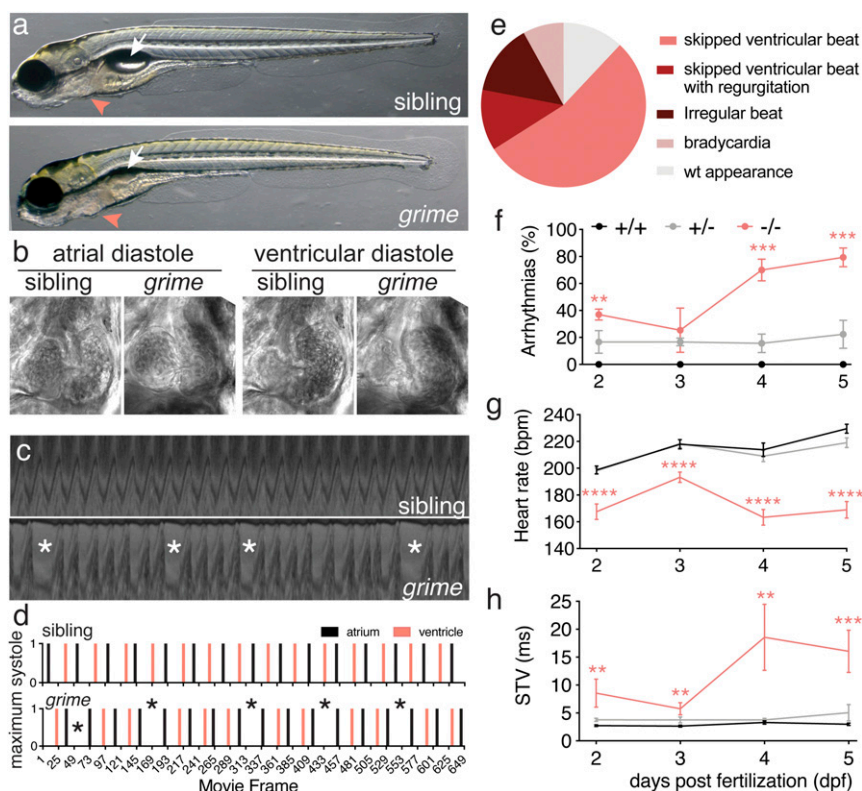 a
sibling
grime
b
atrial diastole
ventricular diastole
sibling grime sibling grime
c
sibling
* * * *
grime
d
sibling
atrium ventricle
maximum systole
1
0
grime
* * * * *
1
0
1 25 49 73 97 121 145 169 193 217 241 265 289 313 337 361 385 409 433 457 481 505 529 553 577 601 625 649
Movie Frame
e
skipped ventricular beat
skipped ventricular beat
with regurgitation
Irregular beat
bradycardia
wt appearance
f
+/+ +/- -/-
Arrhythmias (%)
100
80
60
40
20
0
** *** ***
2 3 4 5
g
Heart rate (bpm)
240
220
200
180
160
140
**** **** **** ****
2 3 4 5
h
STV (ms)
25
20
15
10
5
0
** ** ** ***
2 3 4 5
days post fertilization (dpf)